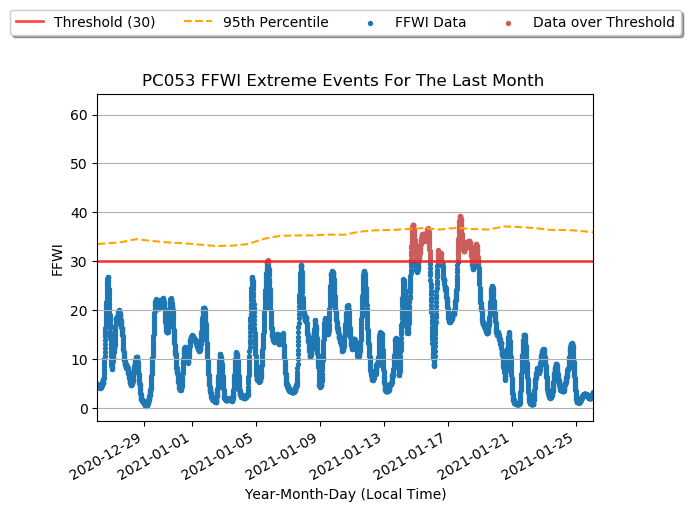 Threshold (30) 95th Percentile FFWI Data Data over Threshold
PC053 FFWI Extreme Events For The Last Month
60
50
40
30
20
10
0
FFWI
2020-12-29 2021-01-01 2021-01-05 2021-01-09 2021-01-13 2021-01-17 2021-01-21 2021-01-25
Year-Month-Day (Local Time)